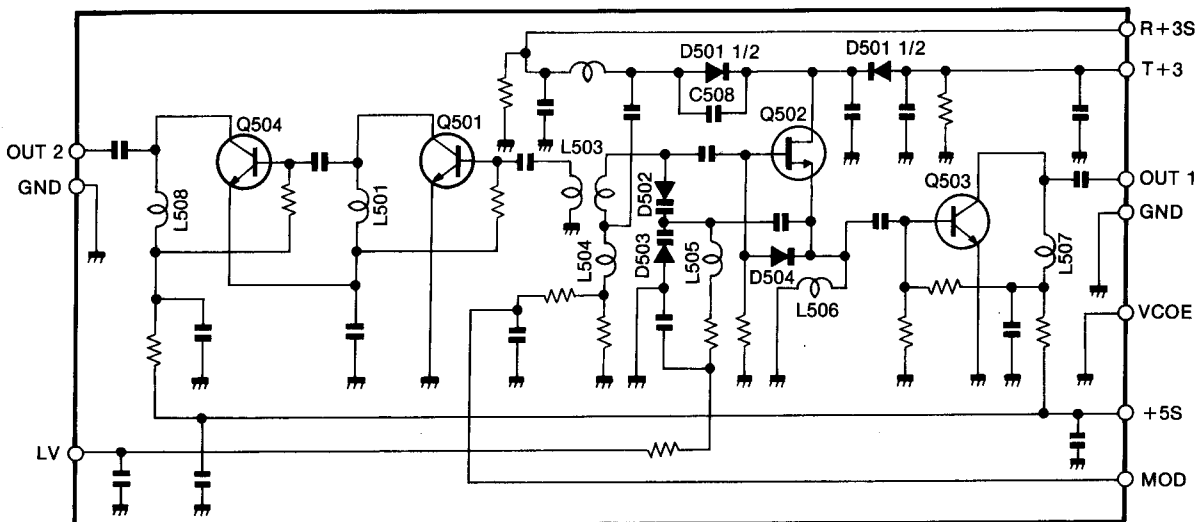 R+3S
D501 1/2
D501 1/2
T+3
C508
Q504
Q501
Q502
L503
OUT 2
D502
Q503
OUT 1
GND
GND
L508
L501
L504
D503
L505
D504
L507
L506
VCOE
+5S
LV
MOD